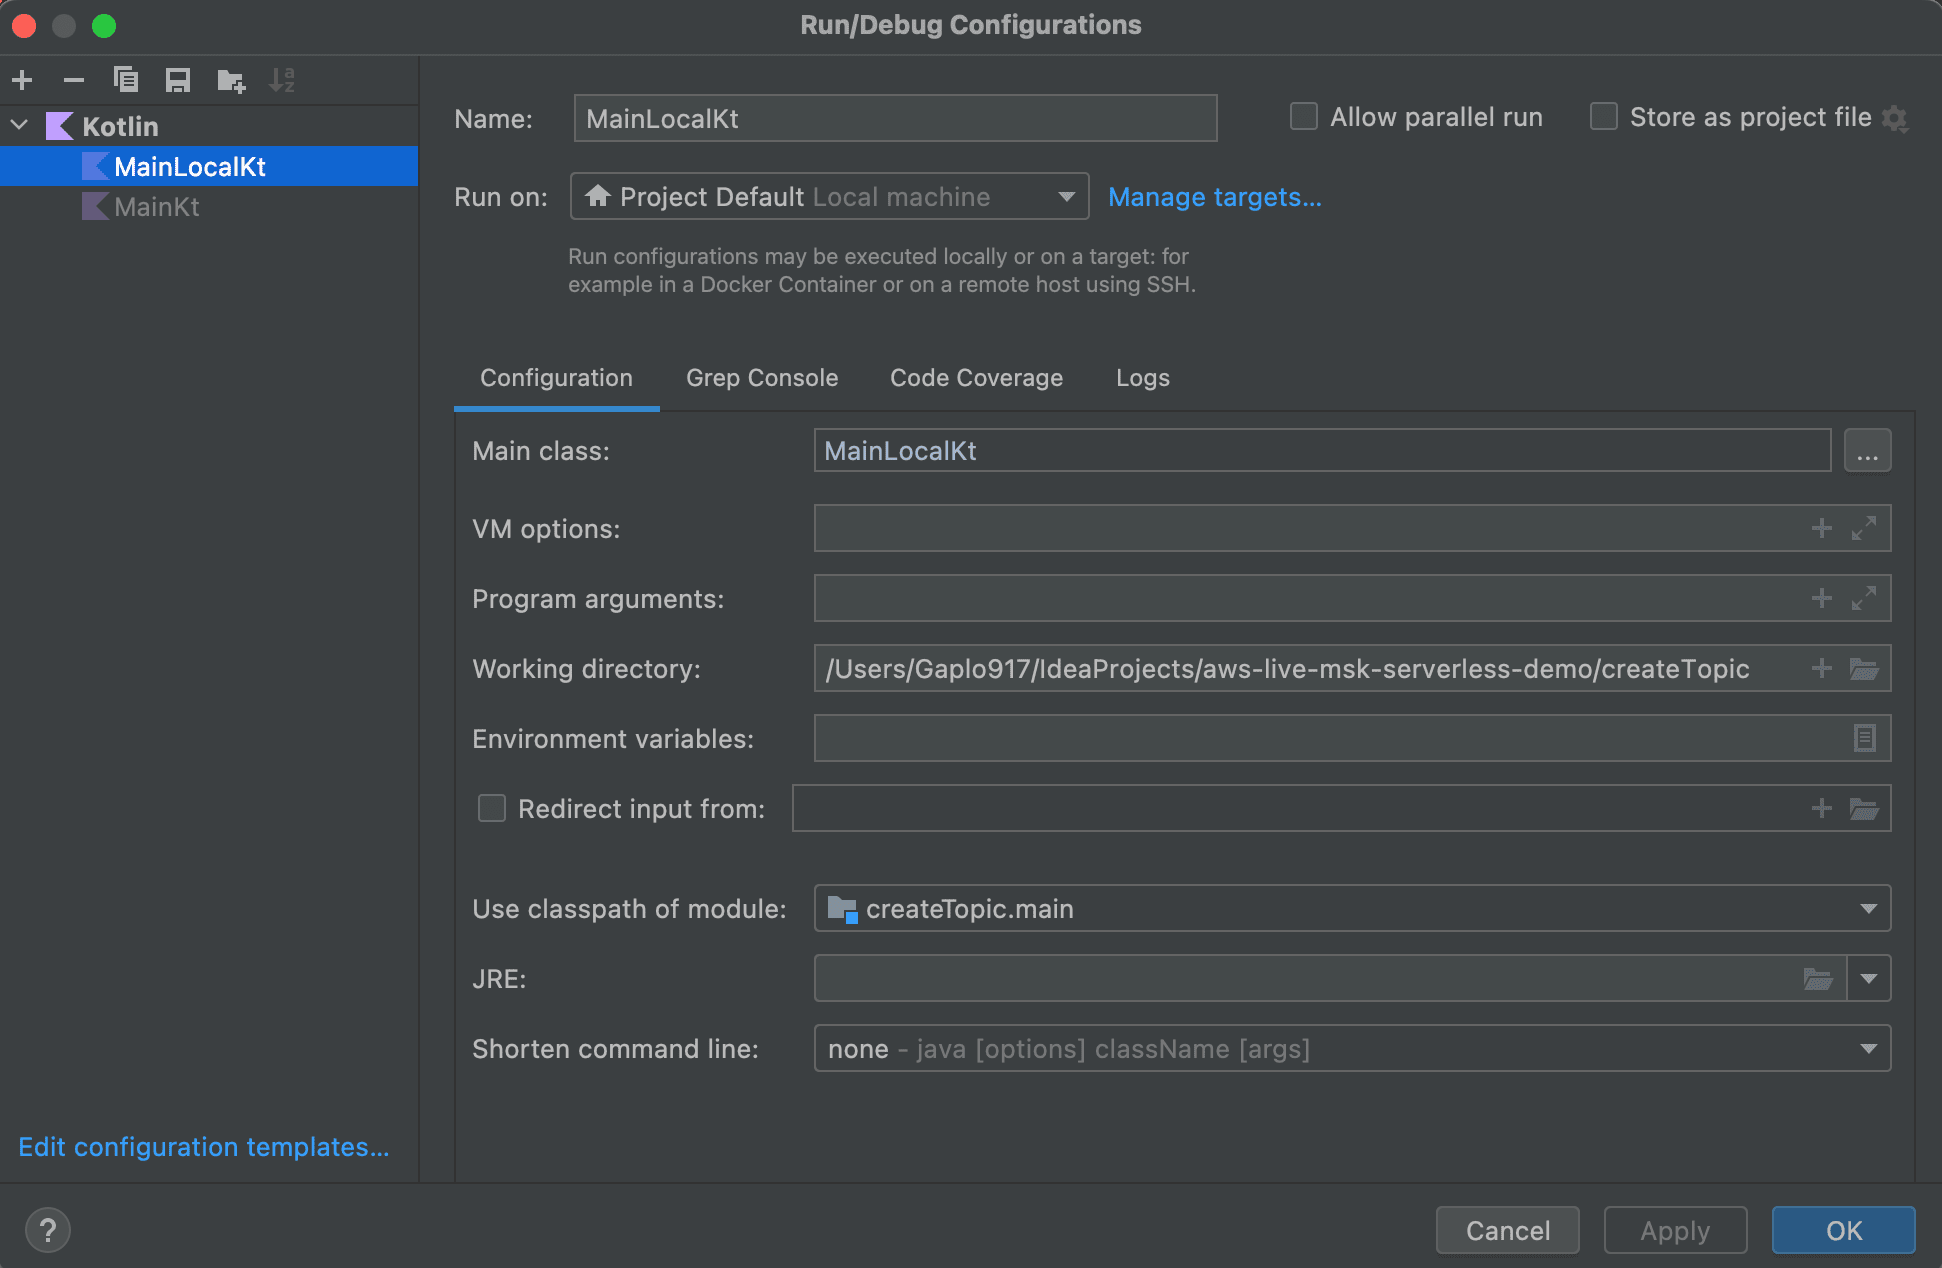 Run/Debug Configurations
Kotlin
MainLocalKt
MainKt
Edit configuration templates...
Name: MainLocalKt Allow parallel run Store as project file
Run on: Project Default Local machine Manage targets...
Run configurations may be executed locally or on a target: for
example in a Docker Container or on a remote host using SSH.
Configuration Grep Console Code Coverage Logs
Main class: MainLocalKt ...
VM options:
Program arguments:
Working directory: /Users/Gaplo917/IdeaProjects/aws-live-msk-serverless-demo/createTopic
Environment variables:
Redirect input from:
Use classpath of module: createTopic.main
JRE:
Shorten command line: none - java [options] className [args]
? Cancel Apply OK